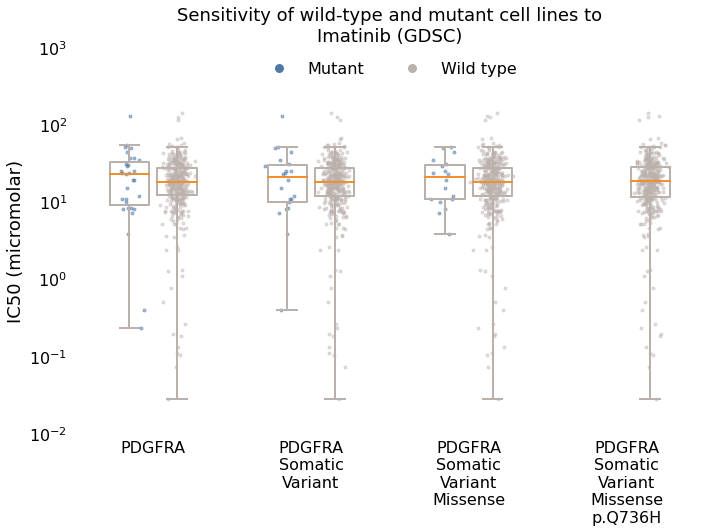 Sensitivity of wild-type and mutant cell lines to
Imatinib (GDSC)
Mutant
Wild type
IC50 (micromolar)
10³
10²
10¹
10⁰
10⁻¹
10⁻²
PDGFRA
PDGFRA
Somatic
Variant
PDGFRA
Somatic
Variant
Missense
PDGFRA
Somatic
Variant
Missense
p.Q736H